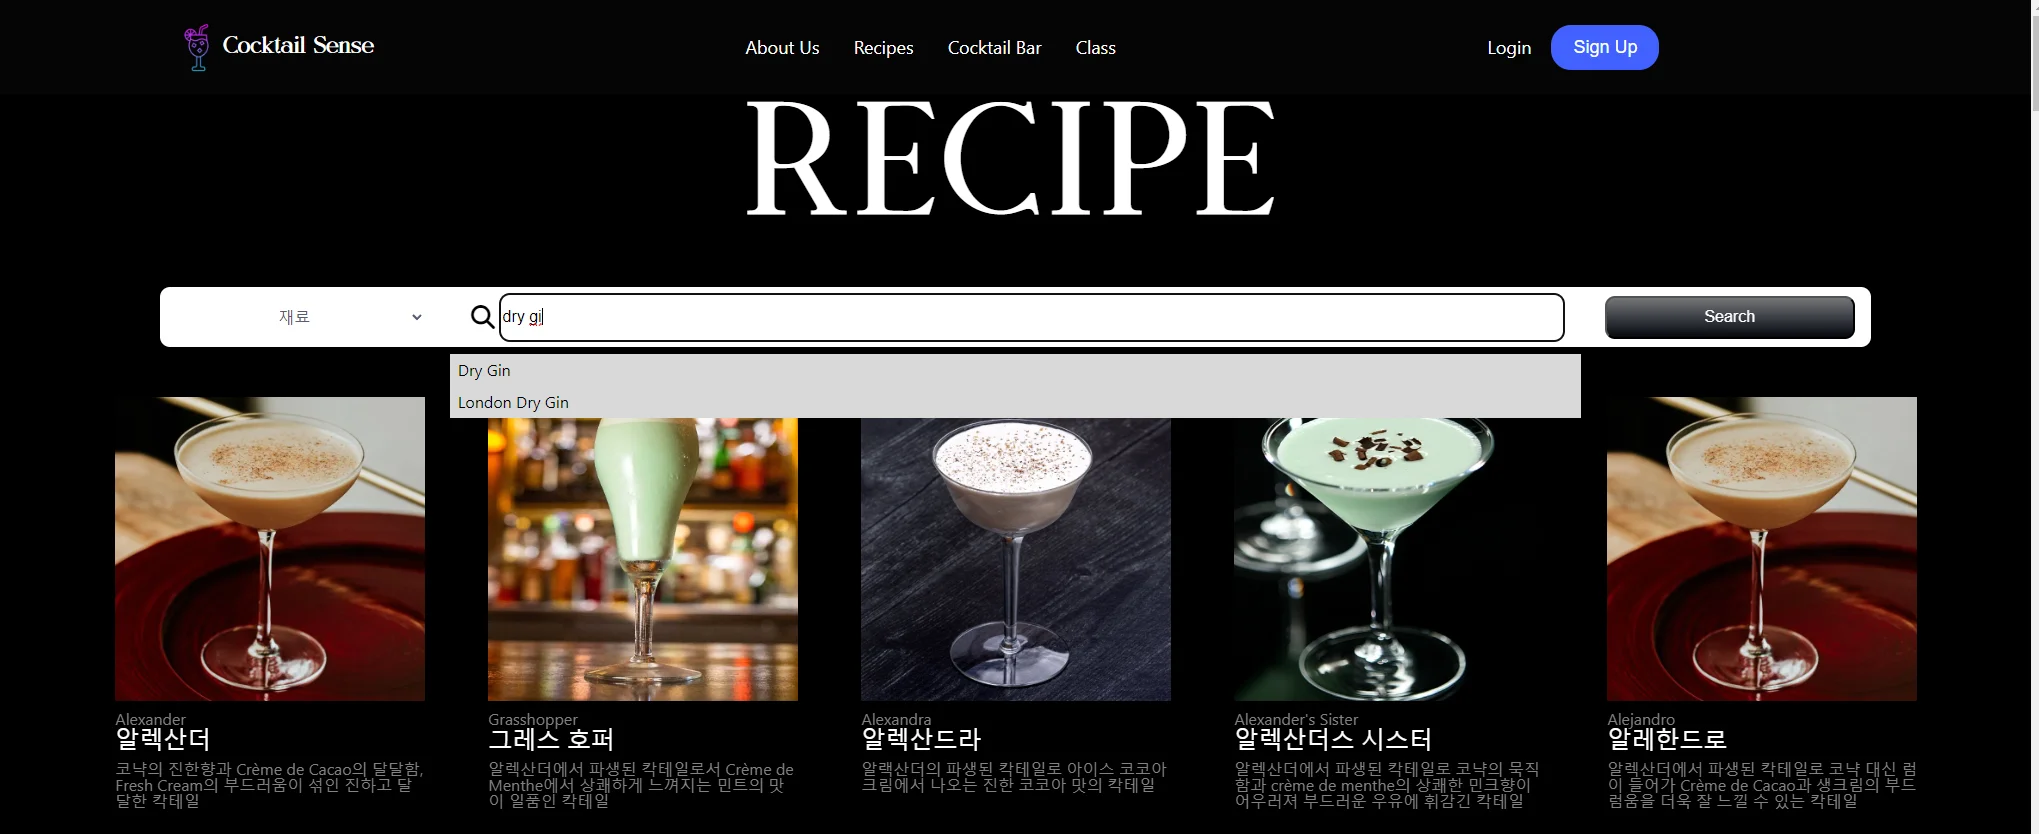 Cocktail Sense
About Us
Recipes
Cocktail Bar
Class
Login
Sign Up
RECIPE
재료
dry gi
Search
Dry Gin
London Dry Gin
Alexander
알렉산더
코냑의 진한향과 Crème de Cacao의 달달함,
Fresh Cream의 부드러움이 섞인 진하고 달
달한 칵테일
Grasshopper
그레스 호퍼
알렉산더에서 파생된 칵테일로서 Crème de
Menthe에서 상쾌하게 느껴지는 민트의 맛
이 일품인 칵테일
Alexandra
알렉산드라
알랙산더의 파생된 칵테일로 아이스 코코아
크림에서 나오는 진한 코코아 맛의 칵테일
Alexander's Sister
알렉산더스 시스터
알렉산더에서 파생된 칵테일로 코냑의 묵직
함과 crème de menthe의 상쾌한 민크향이
어우러져 부드러운 우유에 휘감긴 칵테일
Alejandro
알레한드로
알렉산더에서 파생된 칵테일로 코냑 대신 럼
이 들어가 Crème de Cacao과 생크림의 부드
럼움을 더욱 잘 느낄 수 있는 칵테일